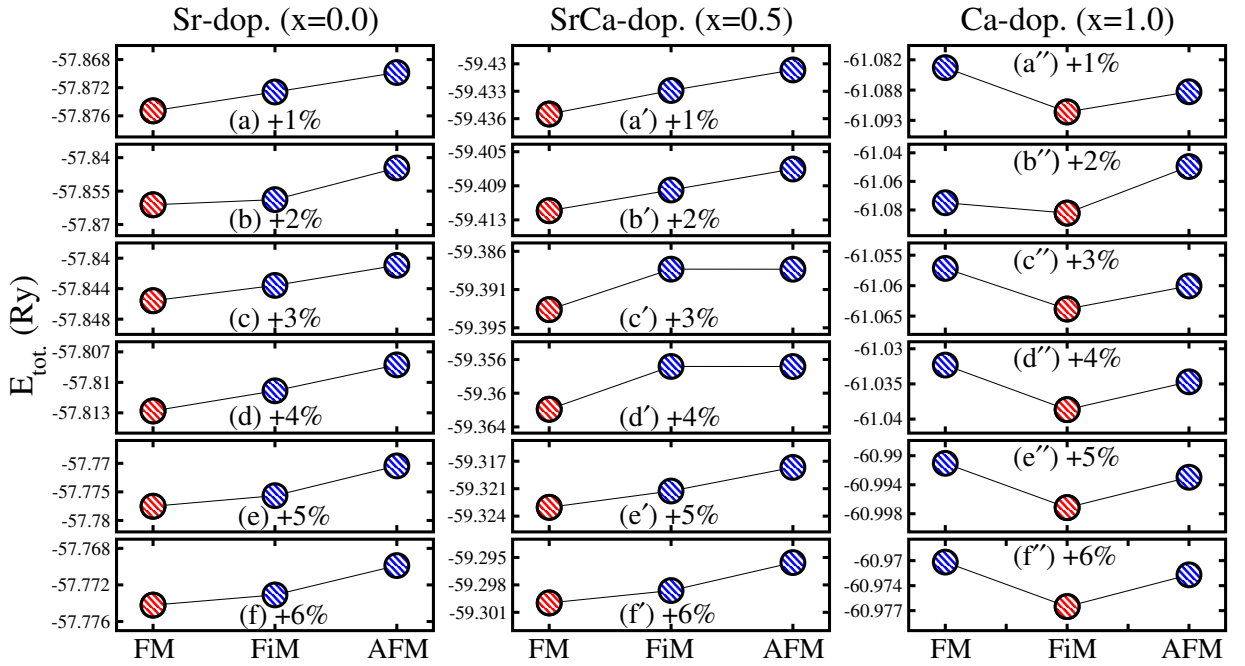 Sr-dop. (x=0.0)
SrCa-dop. (x=0.5)
Ca-dop. (x=1.0)
E_tot. (Ry)
-57.868
-57.872
-57.876
(a) +1%
-59.43
-59.433
-59.436
(a′) +1%
-61.082
-61.088
-61.093
(a′′) +1%
-57.84
-57.855
-57.87
(b) +2%
-59.405
-59.409
-59.413
(b′) +2%
-61.04
-61.06
-61.08
(b′′) +2%
-57.84
-57.844
-57.848
(c) +3%
-59.386
-59.391
-59.395
(c′) +3%
-61.055
-61.06
-61.065
(c′′) +3%
-57.807
-57.81
-57.813
(d) +4%
-59.356
-59.36
-59.364
(d′) +4%
-61.03
-61.035
-61.04
(d′′) +4%
-57.77
-57.775
-57.78
(e) +5%
-59.317
-59.321
-59.324
(e′) +5%
-60.99
-60.994
-60.998
(e′′) +5%
-57.768
-57.772
-57.776
(f) +6%
-59.295
-59.298
-59.301
(f′) +6%
-60.97
-60.974
-60.977
(f′′) +6%
FM FiM AFM
FM FiM AFM
FM FiM AFM